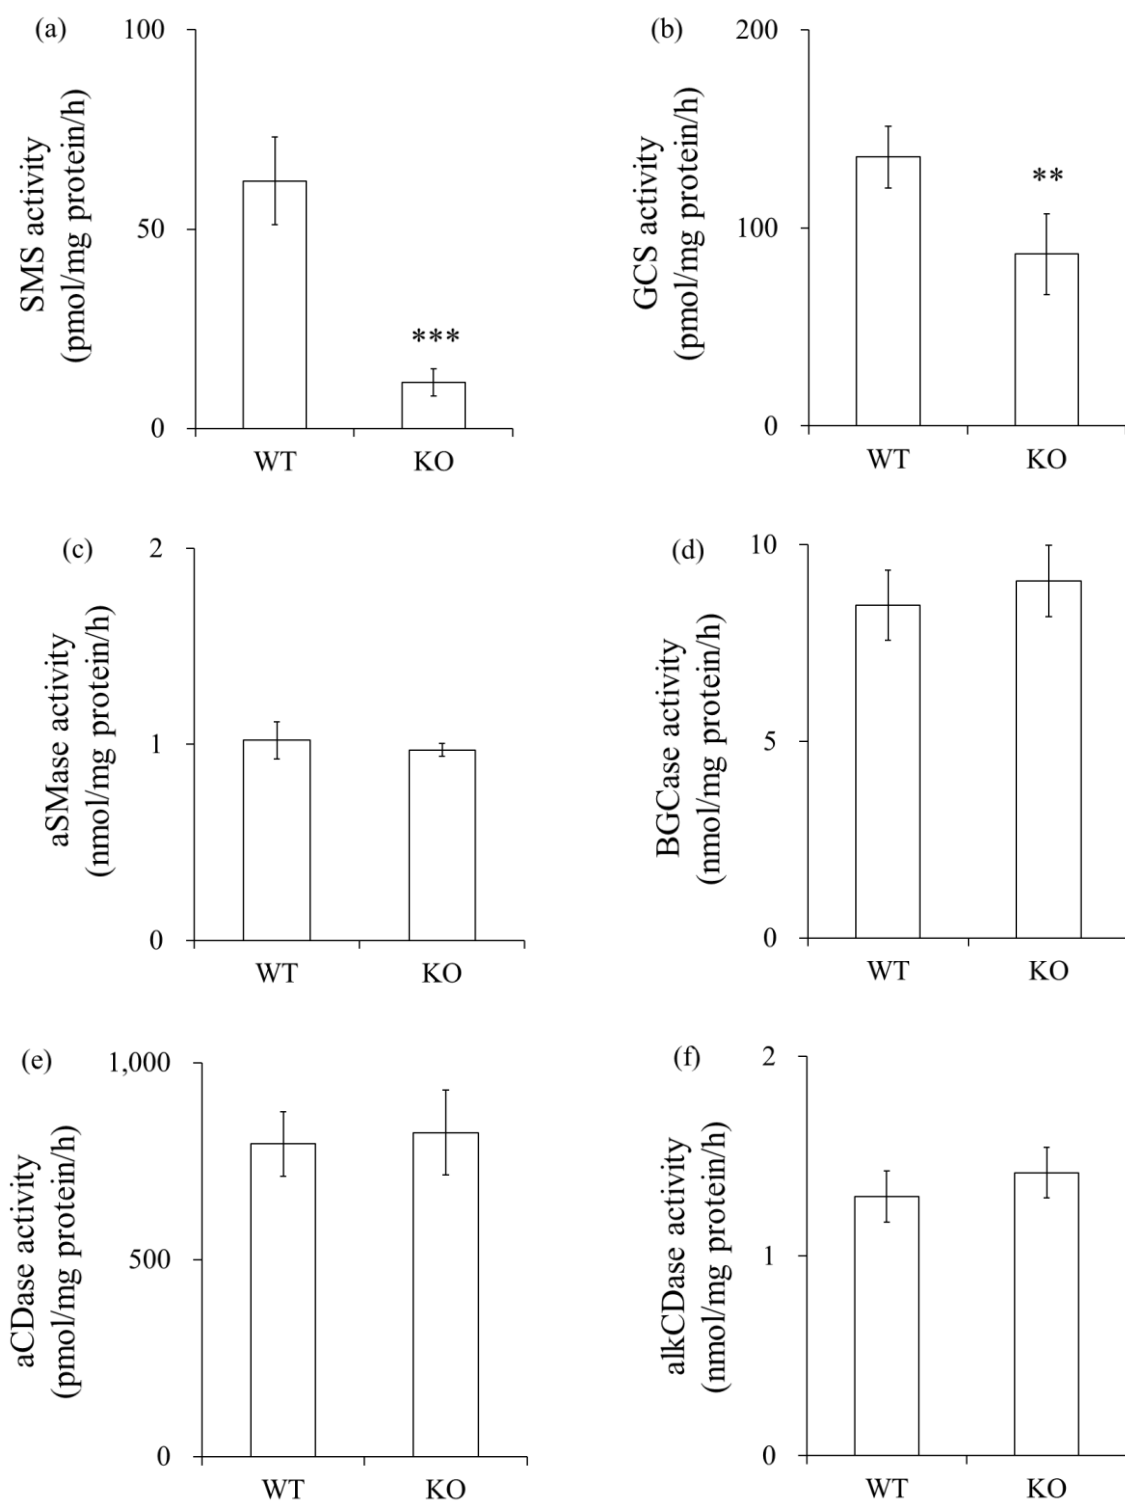 (a)
100
50
0
SMS activity
(pmol/mg protein/h)
***
WT
KO
(b)
200
100
0
GCS activity
(pmol/mg protein/h)
**
WT
KO
(c)
2
1
0
aSMase activity
(nmol/mg protein/h)
WT
KO
(d)
10
5
0
BGCase activity
(nmol/mg protein/h)
WT
KO
(e)
1,000
500
0
aCDase activity
(pmol/mg protein/h)
WT
KO
(f)
2
1
0
alkCDase activity
(nmol/mg protein/h)
WT
KO